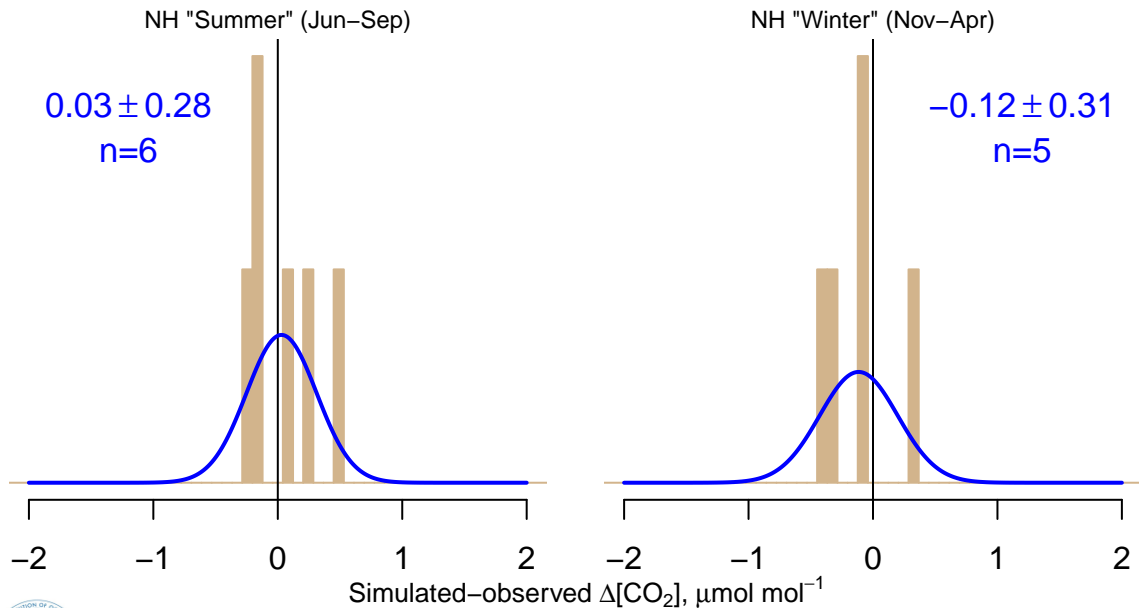 NH "Summer" (Jun−Sep)
0.03 ± 0.28
n=6
−2 −1 0 1 2
NH "Winter" (Nov−Apr)
−0.12 ± 0.31
n=5
−2 −1 0 1 2
Simulated−observed Δ[CO₂], μmol mol⁻¹